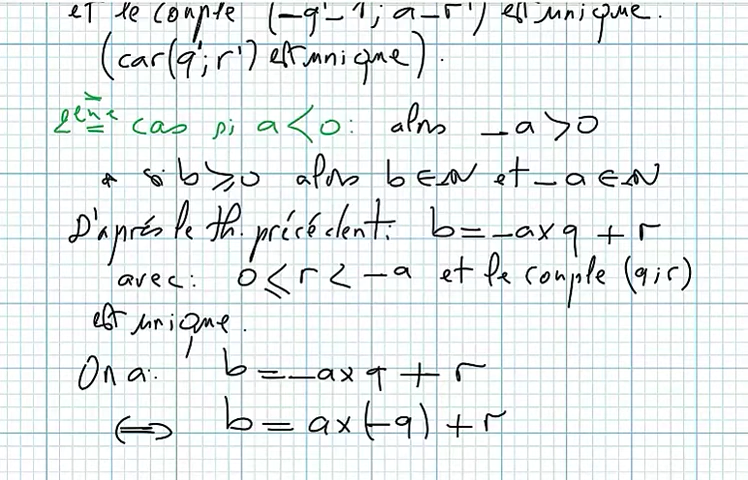 et le couple (-q'-1; a-r') est unique.
(car (q'; r') est unique).
2ème cas si a<0: alors -a>0
* si b⩾0 alors b∈ℕ et -a∈ℕ
D'après le th. précédent: b=-a×q+r
avec: 0≤r<-a et le couple (q;r)
est unique.
On a: b=-a×q+r
⟺ b=a×(-q)+r